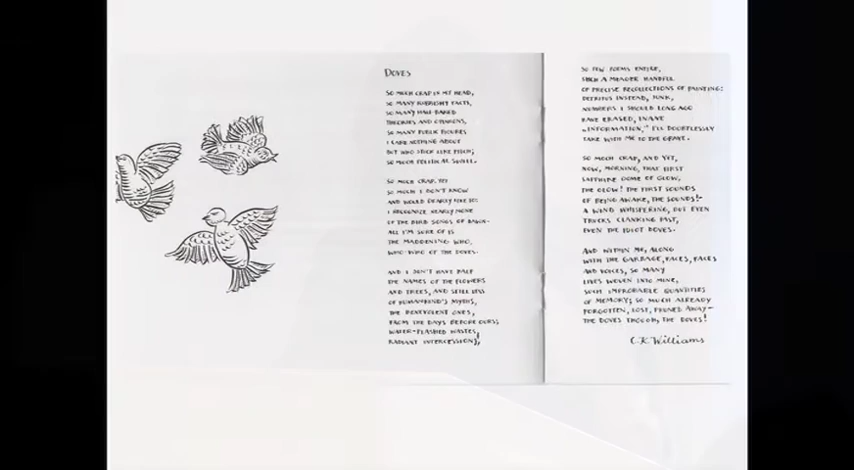 DOVES
SO MUCH CRAP IN MY HEAD,
SO MANY RUBBISHY FACTS,
SO MANY HALF-BAKED
THEORIES AND OPINIONS,
SO MANY PUBLIC FIGURES
I CARE NOTHING ABOUT
BUT WHO STICK LIKE PITCH;
SO MUCH POLITICAL SWILL.
SO MUCH CRAP, YET
SO MUCH I DON'T KNOW
AND WOULD DEARLY LIKE TO:
I RECOGNIZE NEARLY NONE
OF THE BIRD SONGS OF DAWN-
ALL I'M SURE OF IS
THE MADDENING WHO,
WHO-WHO OF THE DOVES.
AND I DON'T HAVE HALF
THE NAMES OF THE FLOWERS
AND TREES, AND STILL LESS
OF HUMANKIND'S MYTHS,
THE BENEVOLENT ONES,
FROM THE DAYS BEFORE OURS;
WATER-PLASHED WASTES,
RADIANT INTERCESSIONS,
SO FEW POEMS ENTIRE,
SUCH A MEAGER HANDFUL
OF PRECISE RECOLLECTIONS OF PAINTING:
DETRITUS INSTEAD, JUNK,
NUMBERS I SHOULD LONG AGO
HAVE ERASED, INANE
"INFORMATION," I'LL DOUBTLESSLY
TAKE WITH ME TO THE GRAVE.
SO MUCH CRAP, AND YET,
NOW, MORNING, THAT FIRST
SAPPHIRE DOME OF GLOW,
THE GLOW! THE FIRST SOUNDS
OF BEING AWAKE, THE SOUNDS!-
A WIND WHISPERING, BUT EVEN
TRUCKS CLANKING PAST,
EVEN THE IDIOT DOVES.
AND WITHIN ME, ALONG
WITH THE GARBAGE, FACES, FACES
AND VOICES, SO MANY
LIVES WOVEN INTO MINE,
SUCH IMPROBABLE QUANTITIES
OF MEMORY; SO MUCH ALREADY
FORGOTTEN, LOST, PRUNED AWAY-
THE DOVES THOUGH, THE DOVES!
C.K. Williams